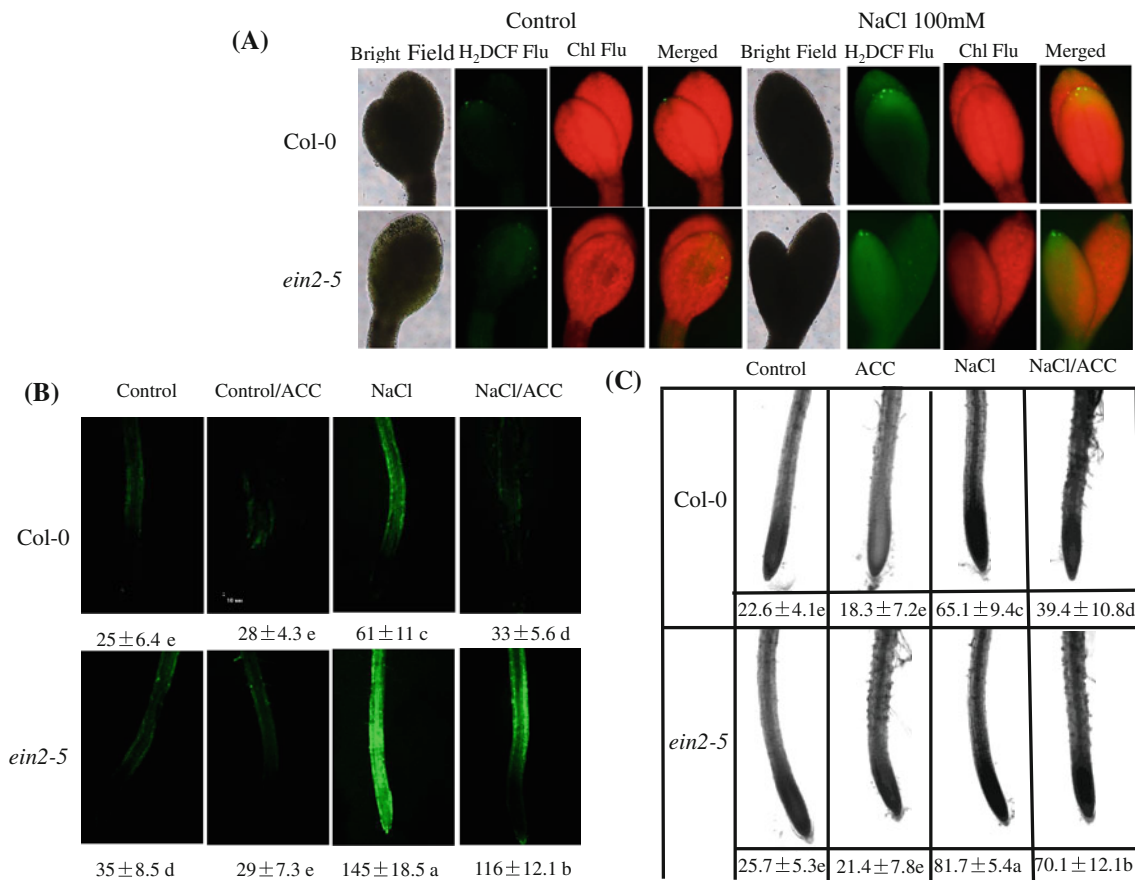 (A)
Control
NaCl 100mM
Bright Field H₂DCF Flu Chl Flu Merged Bright Field H₂DCF Flu Chl Flu Merged
Col-0
ein2-5
(B)
Control Control/ACC NaCl NaCl/ACC
Col-0
25±6.4 e 28±4.3 e 61±11 c 33±5.6 d
ein2-5
35±8.5 d 29±7.3 e 145±18.5 a 116±12.1 b
(C)
Control ACC NaCl NaCl/ACC
Col-0
22.6±4.1e 18.3±7.2e 65.1±9.4c 39.4±10.8d
ein2-5
25.7±5.3e 21.4±7.8e 81.7±5.4a 70.1±12.1b